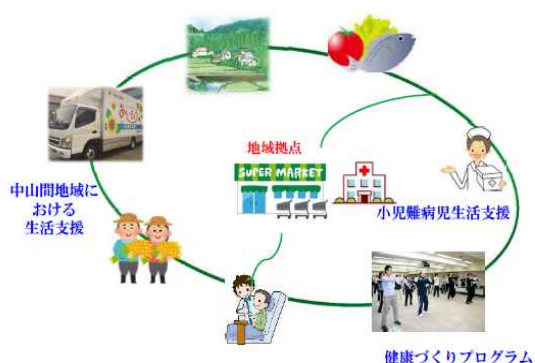 地域拠点
SUPER MARKET
中山間地域に
おける
生活支援
小児難病児生活支援
健康づくりプログラム